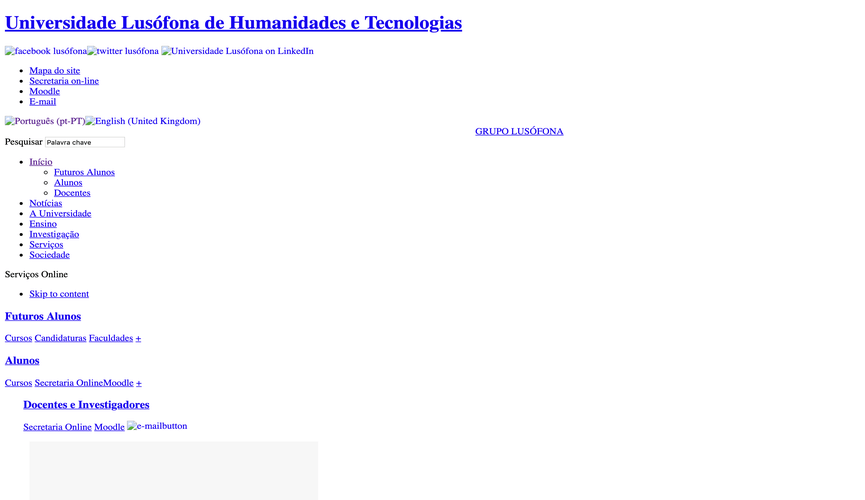 Universidade Lusófona de Humanidades e Tecnologias
facebook lusófona twitter lusófona Universidade Lusófona on LinkedIn
Mapa do site
Secretaria on-line
Moodle
E-mail
Português (pt-PT) English (United Kingdom)
GRUPO LUSÓFONA
Pesquisar Palavra chave
Início
Futuros Alunos
Alunos
Docentes
Notícias
A Universidade
Ensino
Investigação
Serviços
Sociedade
Serviços Online
Skip to content
Futuros Alunos
Cursos Candidaturas Faculdades +
Alunos
Cursos Secretaria OnlineMoodle +
Docentes e Investigadores
Secretaria Online Moodle e-mailbutton